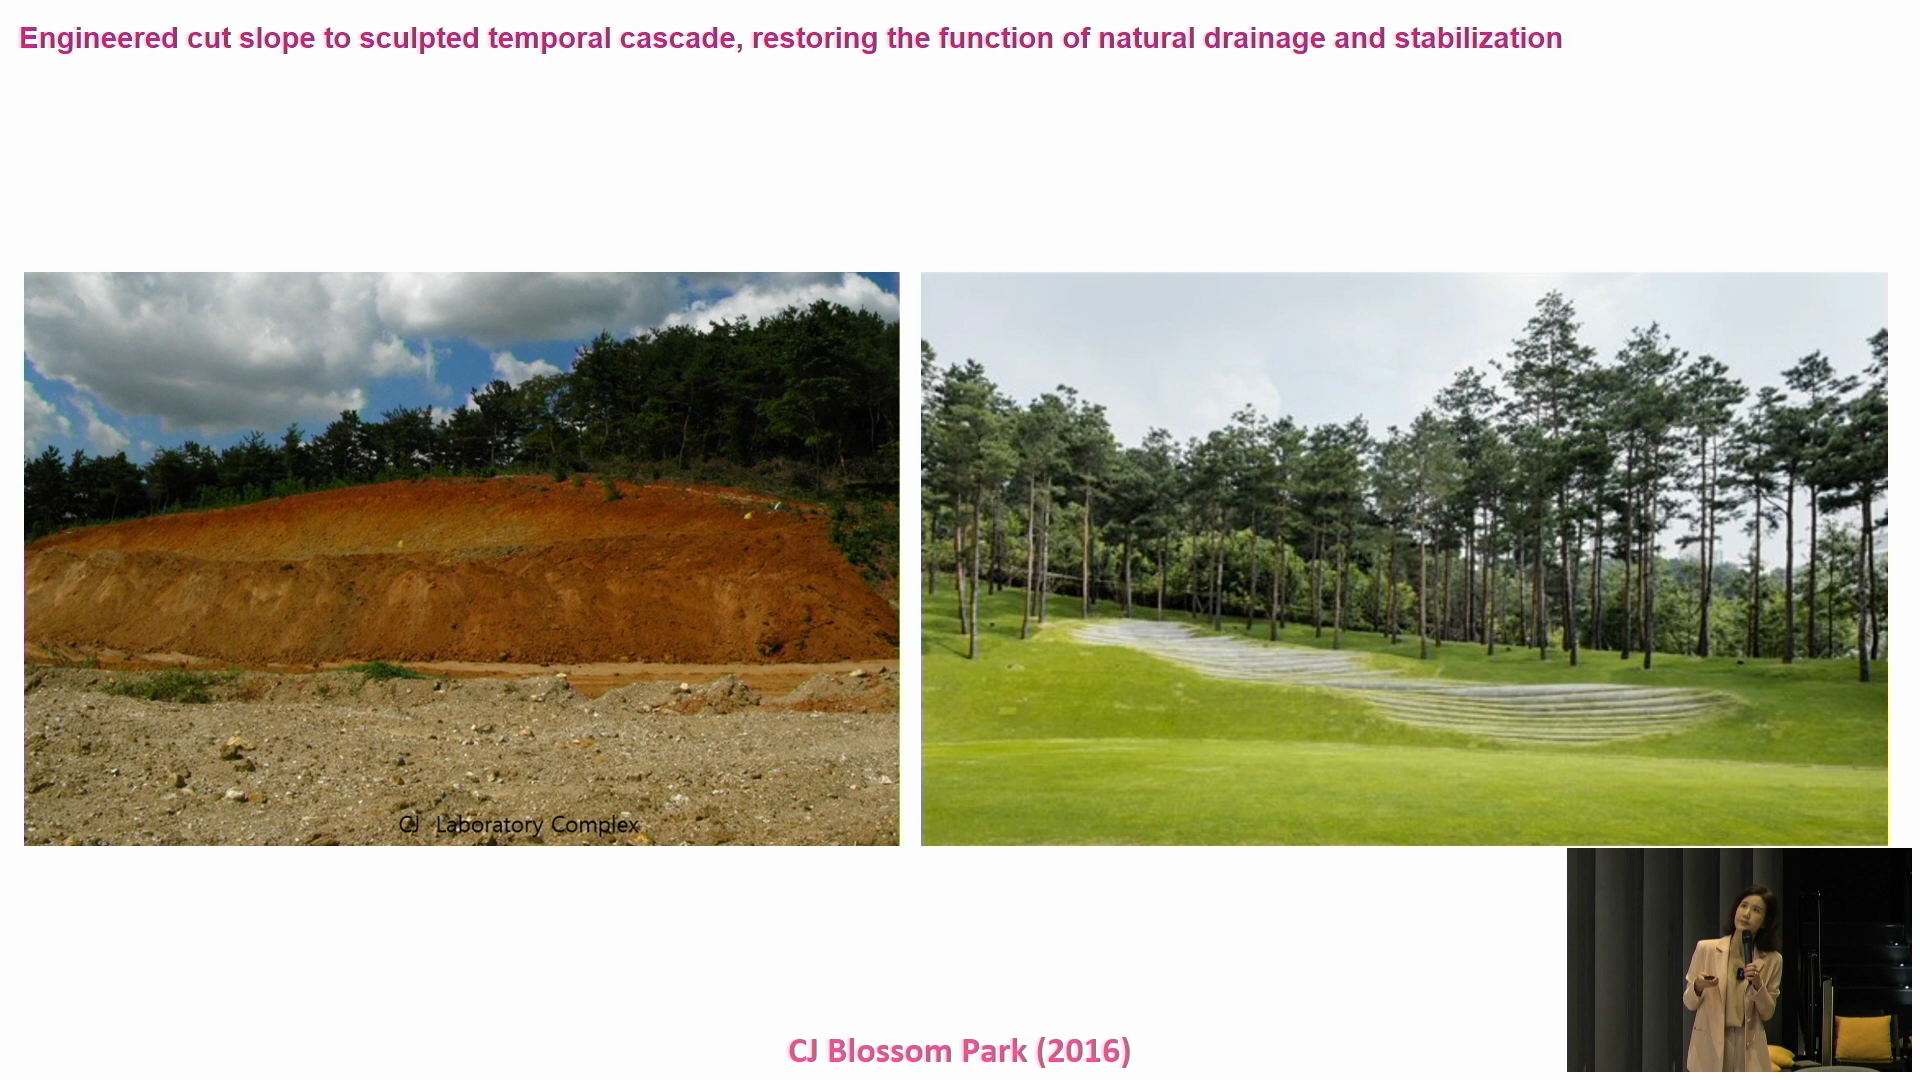 Engineered cut slope to sculpted temporal cascade, restoring the function of natural drainage and stabilization
CJ Laboratory Complex
CJ Blossom Park (2016)